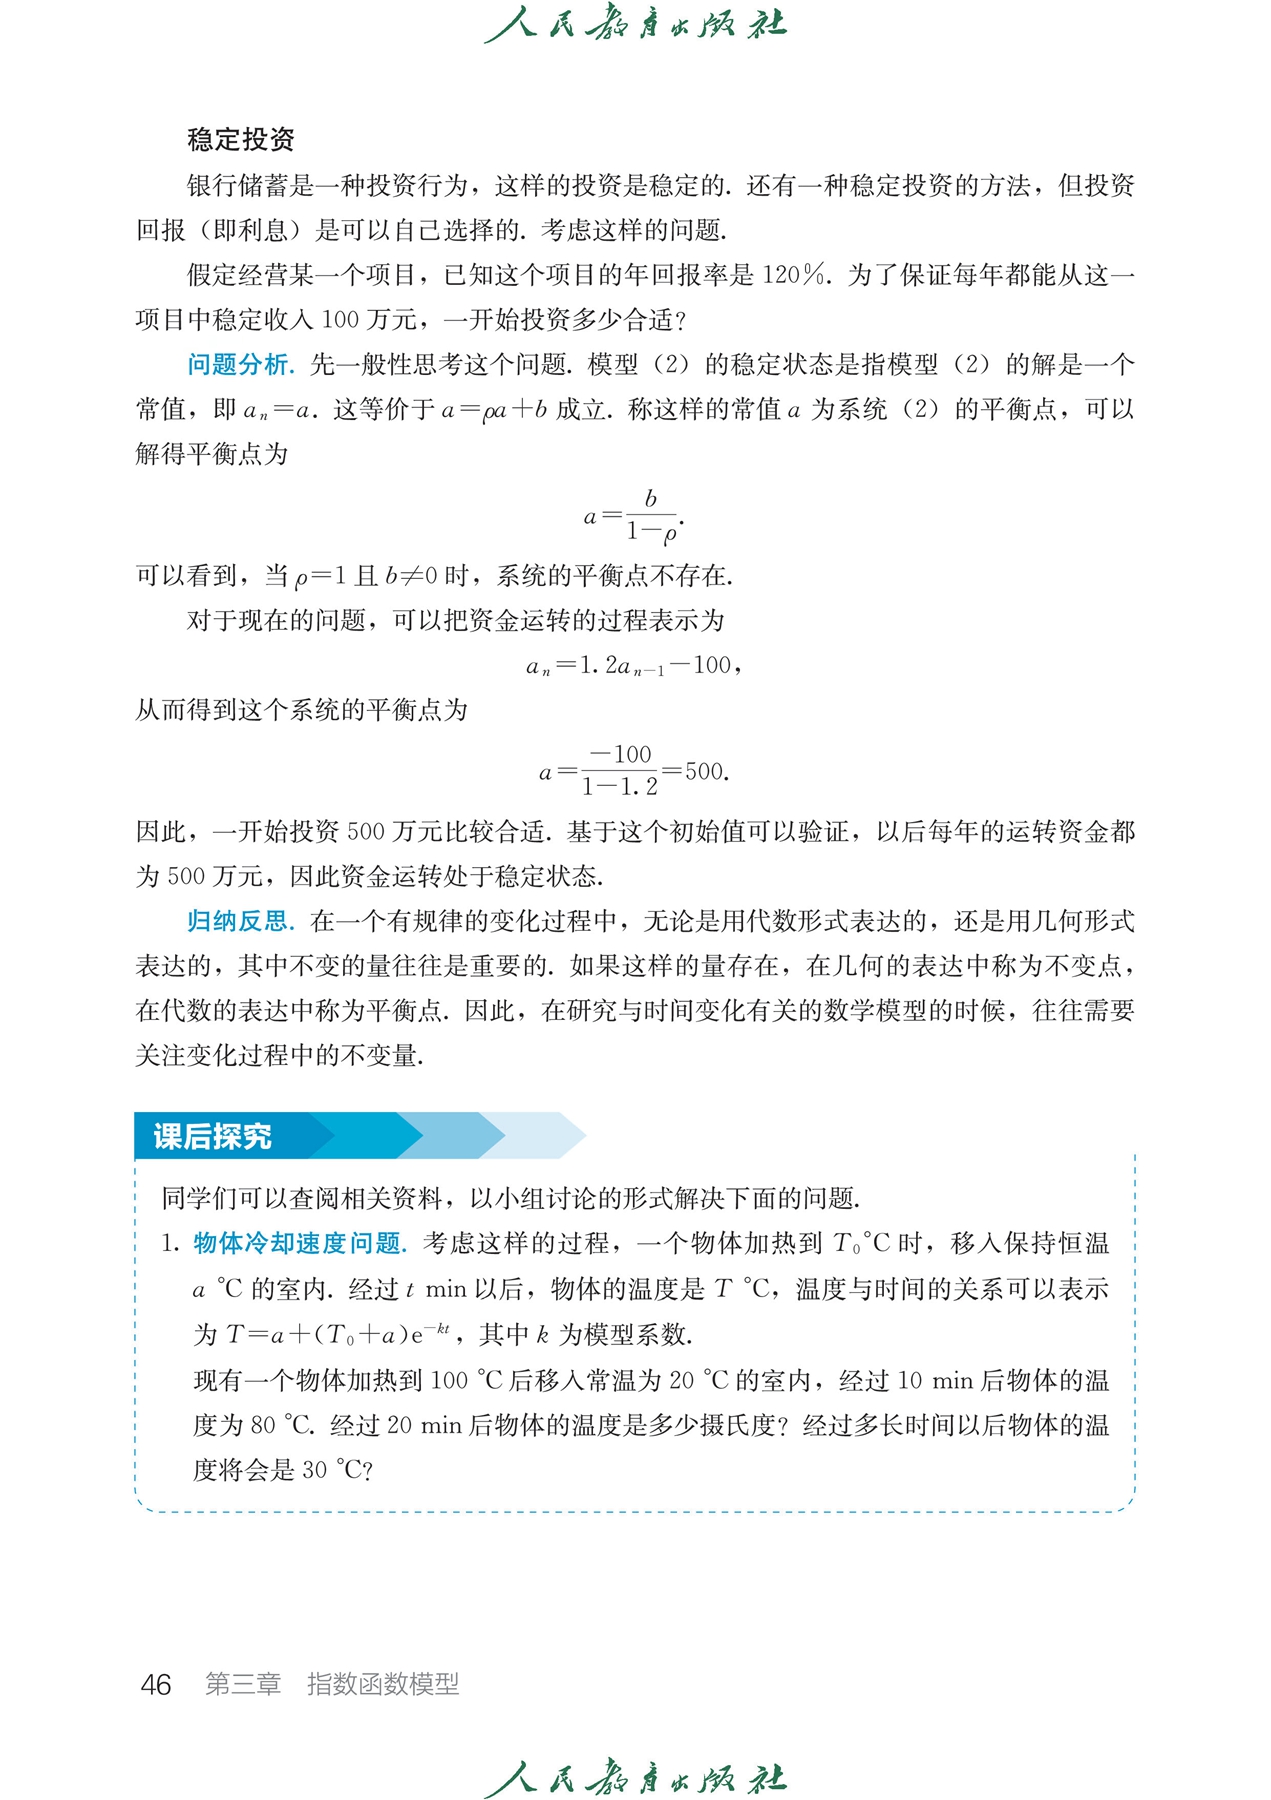 人民教育出版社
稳定投资
银行储蓄是一种投资行为，这样的投资是稳定的. 还有一种稳定投资的方法，但投资
回报（即利息）是可以自己选择的. 考虑这样的问题.
假定经营某一个项目，已知这个项目的年回报率是 120%. 为了保证每年都能从这一
项目中稳定收入 100 万元，一开始投资多少合适？
问题分析. 先一般性思考这个问题. 模型（2）的稳定状态是指模型（2）的解是一个
常值，即 aₙ=a. 这等价于 a=ρa+b 成立. 称这样的常值 a 为系统（2）的平衡点，可以
解得平衡点为
a=b/(1-ρ).
可以看到，当 ρ=1 且 b≠0 时，系统的平衡点不存在.
对于现在的问题，可以把资金运转的过程表示为
aₙ=1.2aₙ₋₁-100，
从而得到这个系统的平衡点为
a=-100/(1-1.2)=500.
因此，一开始投资 500 万元比较合适. 基于这个初始值可以验证，以后每年的运转资金都
为 500 万元，因此资金运转处于稳定状态.
归纳反思. 在一个有规律的变化过程中，无论是用代数形式表达的，还是用几何形式
表达的，其中不变的量往往是重要的. 如果这样的量存在，在几何的表达中称为不变点，
在代数的表达中称为平衡点. 因此，在研究与时间变化有关的数学模型的时候，往往需要
关注变化过程中的不变量.
课后探究
同学们可以查阅相关资料，以小组讨论的形式解决下面的问题.
1. 物体冷却速度问题. 考虑这样的过程，一个物体加热到 T₀℃ 时，移入保持恒温
a ℃ 的室内. 经过 t min 以后，物体的温度是 T ℃，温度与时间的关系可以表示
为 T=a+(T₀+a)e^(-kt)，其中 k 为模型系数.
现有一个物体加热到 100 ℃ 后移入常温为 20 ℃ 的室内，经过 10 min 后物体的温
度为 80 ℃. 经过 20 min 后物体的温度是多少摄氏度？经过多长时间以后物体的温
度将会是 30 ℃？
46 第三章 指数函数模型
人民教育出版社